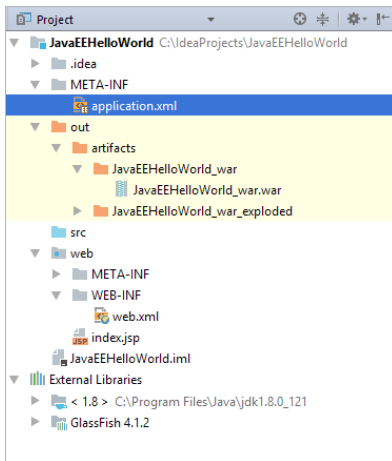 Project
JavaEEHelloWorld C:\IdeaProjects\JavaEEHelloWorld
.idea
META-INF
application.xml
out
artifacts
JavaEEHelloWorld_war
JavaEEHelloWorld_war.war
JavaEEHelloWorld_war_exploded
src
web
META-INF
WEB-INF
web.xml
JSP index.jsp
JavaEEHelloWorld.iml
External Libraries
< 1.8 > C:\Program Files\Java\jdk1.8.0_121
GlassFish 4.1.2